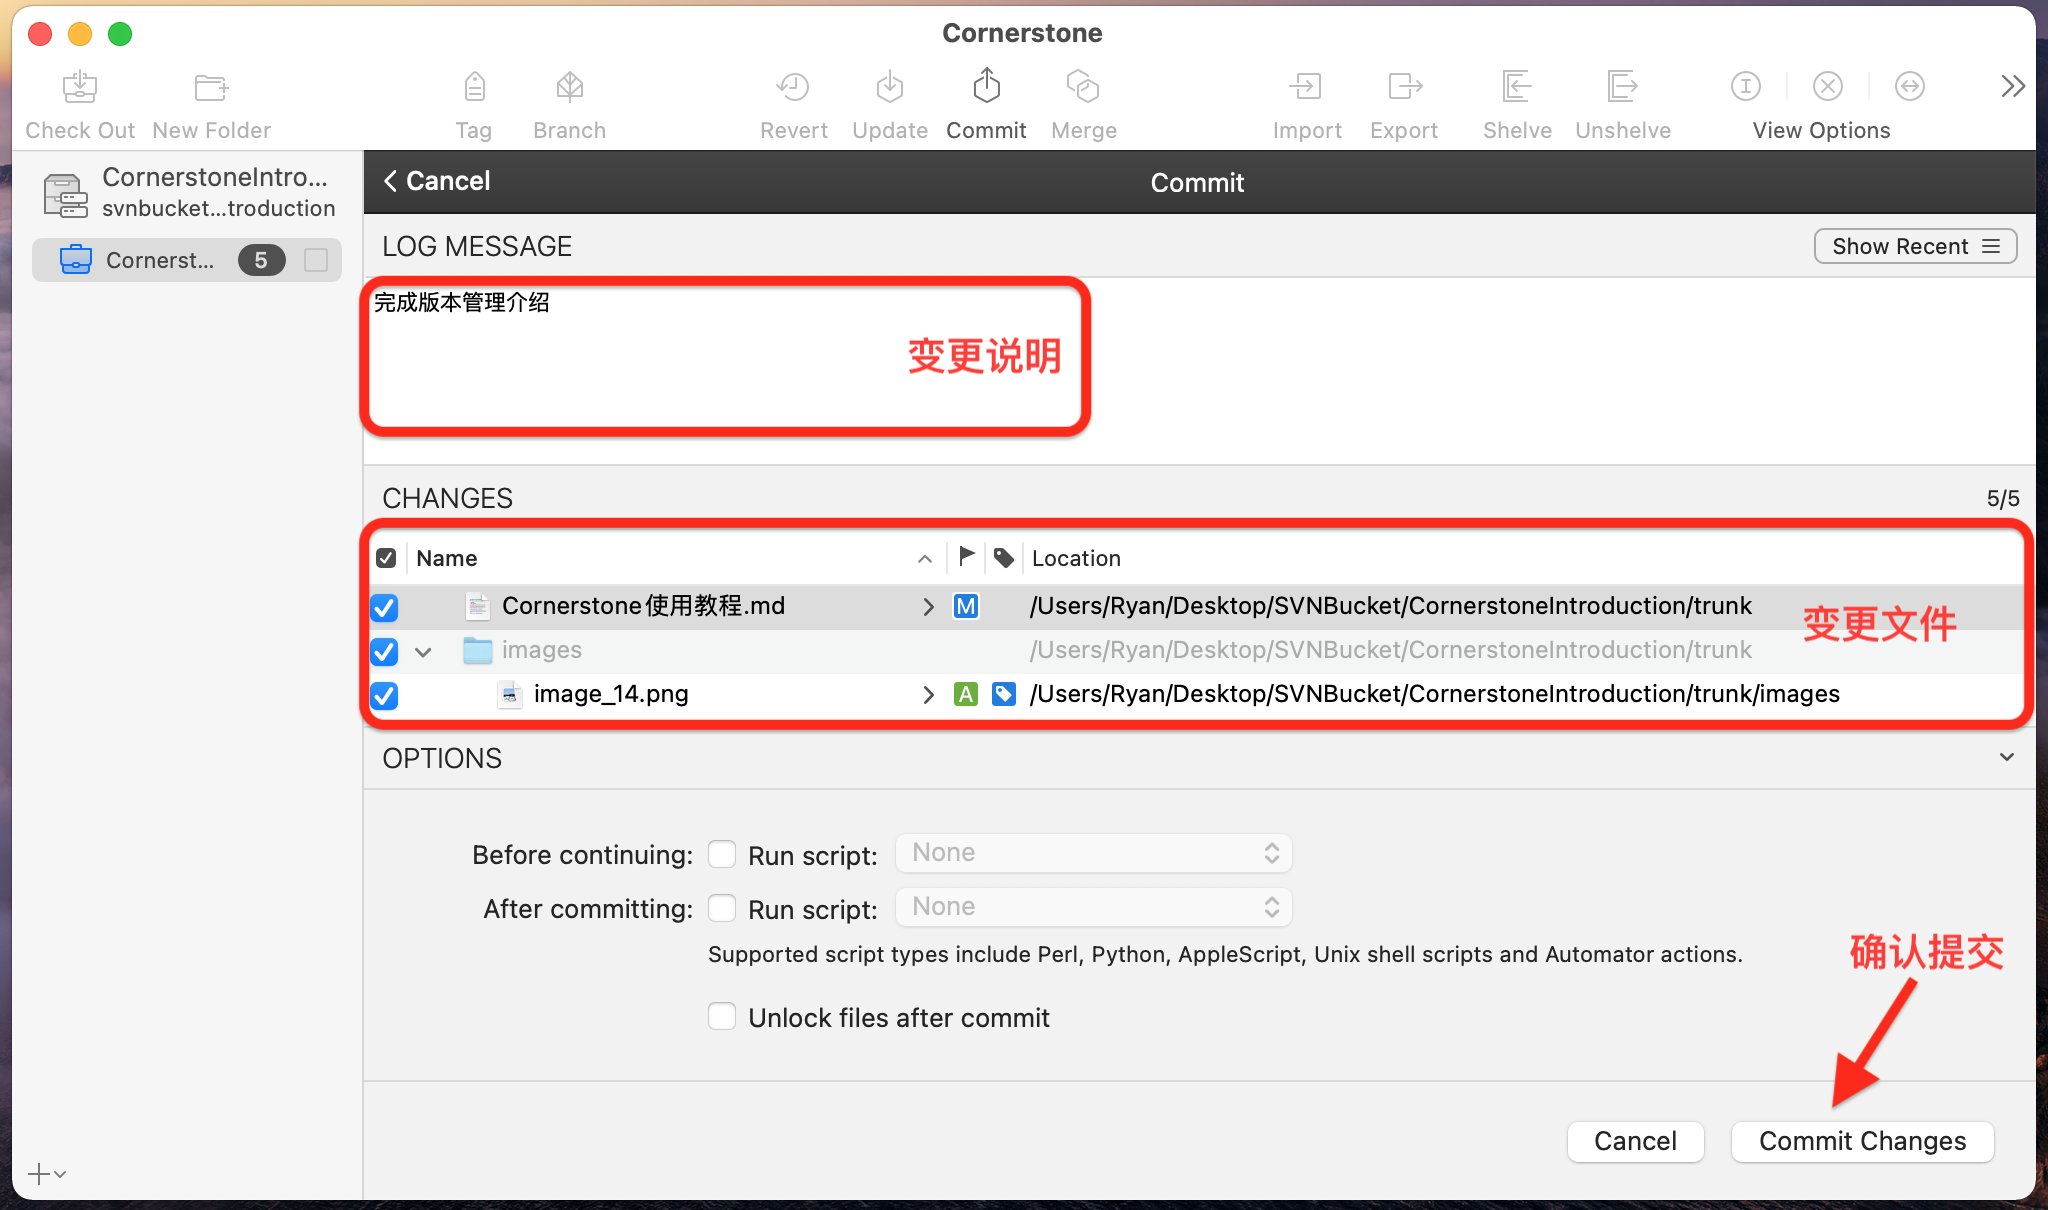 Cornerstone
Check Out
New Folder
Tag
Branch
Revert
Update
Commit
Merge
Import
Export
Shelve
Unshelve
View Options
CornerstoneIntro...
svnbucket...troduction
Cornerst...
5
Cancel
Commit
LOG MESSAGE
Show Recent
完成版本管理介绍
变更说明
CHANGES
5/5
Name
Location
Cornerstone使用教程.md
M
/Users/Ryan/Desktop/SVNBucket/CornerstoneIntroduction/trunk
变更文件
images
/Users/Ryan/Desktop/SVNBucket/CornerstoneIntroduction/trunk
image_14.png
A
/Users/Ryan/Desktop/SVNBucket/CornerstoneIntroduction/trunk/images
OPTIONS
Before continuing:
Run script:
None
After committing:
Run script:
None
Supported script types include Perl, Python, AppleScript, Unix shell scripts and Automator actions.
确认提交
Unlock files after commit
Cancel
Commit Changes